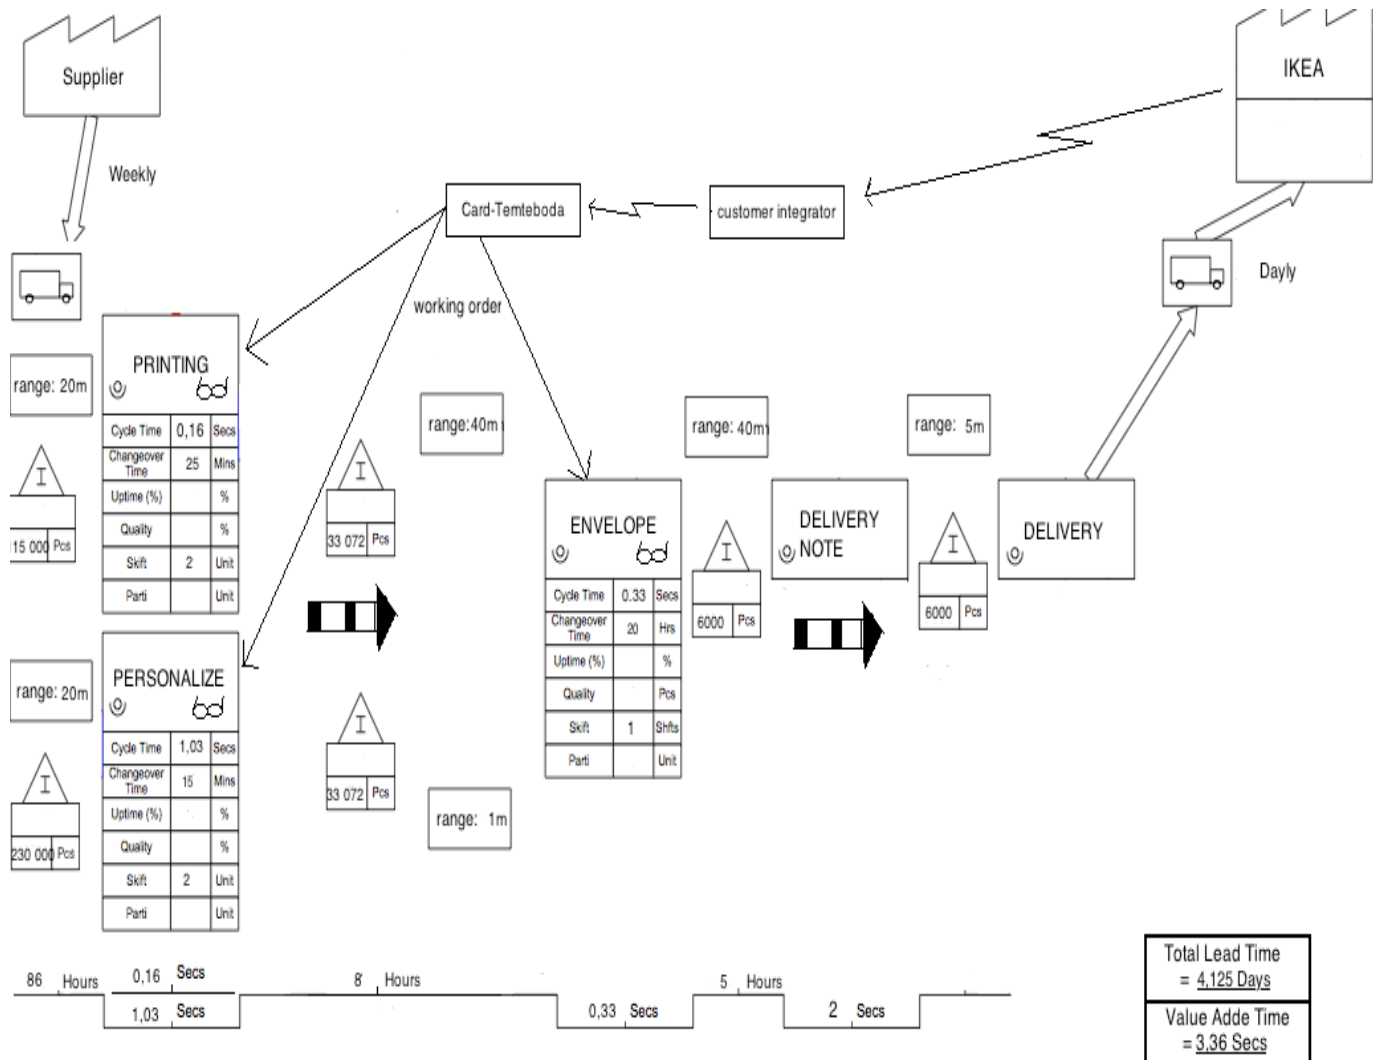 Supplier
IKEA
Weekly
Card-Temteboda
customer integrator
Dayly
working order
PRINTING
range: 20m
Cycle Time 0,16 Secs
Changeover Time 25 Mins
Uptime (%) %
Quality %
Skift 2 Unit
Parti Unit
I
15 000 Pcs
range:40m
I
33 072 Pcs
range: 40m
range: 5m
ENVELOPE
Cycle Time 0.33 Secs
Changeover Time 20 Hrs
Uptime (%) %
Quality Pcs
Skift 1 Shfts
Parti Unit
I
6000 Pcs
DELIVERY
NOTE
I
6000 Pcs
DELIVERY
PERSONALIZE
range: 20m
Cycle Time 1,03 Secs
Changeover Time 15 Mins
Uptime (%) %
Quality %
Skift 2 Unit
Parti Unit
I
230 000 Pcs
I
33 072 Pcs
range: 1m
86 Hours
0,16 Secs
1,03 Secs
8 Hours
0,33 Secs
5 Hours
2 Secs
Total Lead Time
= 4,125 Days
Value Adde Time
= 3,36 Secs